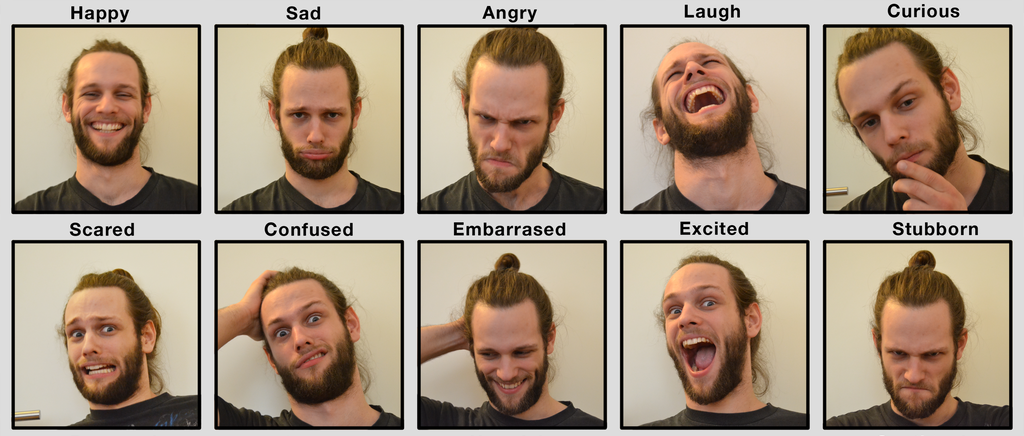 Happy
Sad
Angry
Laugh
Curious
Scared
Confused
Embarrased
Excited
Stubborn